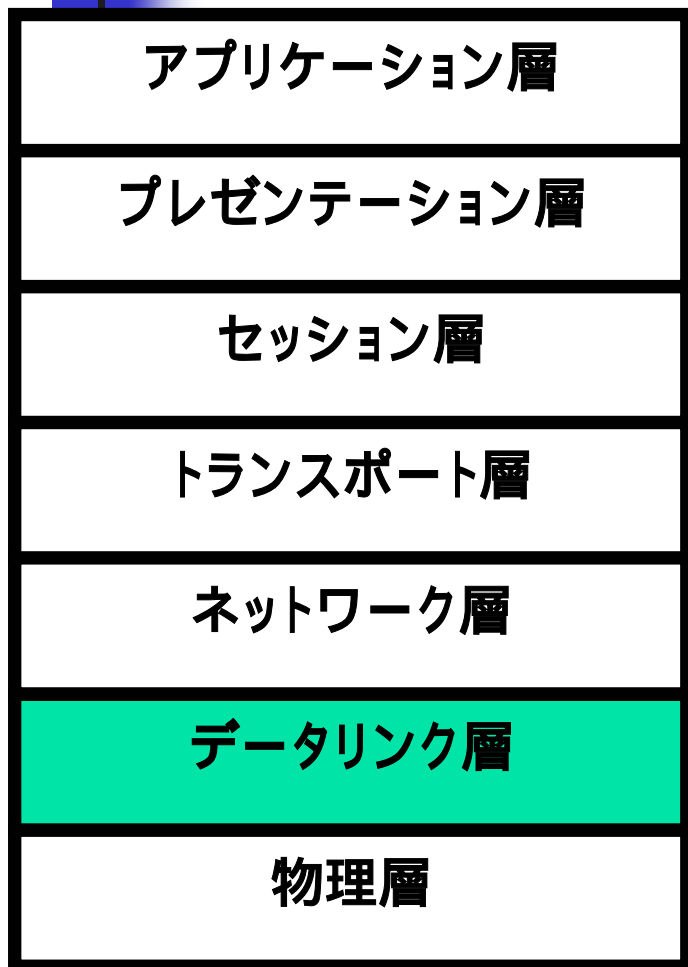 アプリケーション層
プレゼンテーション層
セッション層
トランスポート層
ネットワーク層
データリンク層
物理層